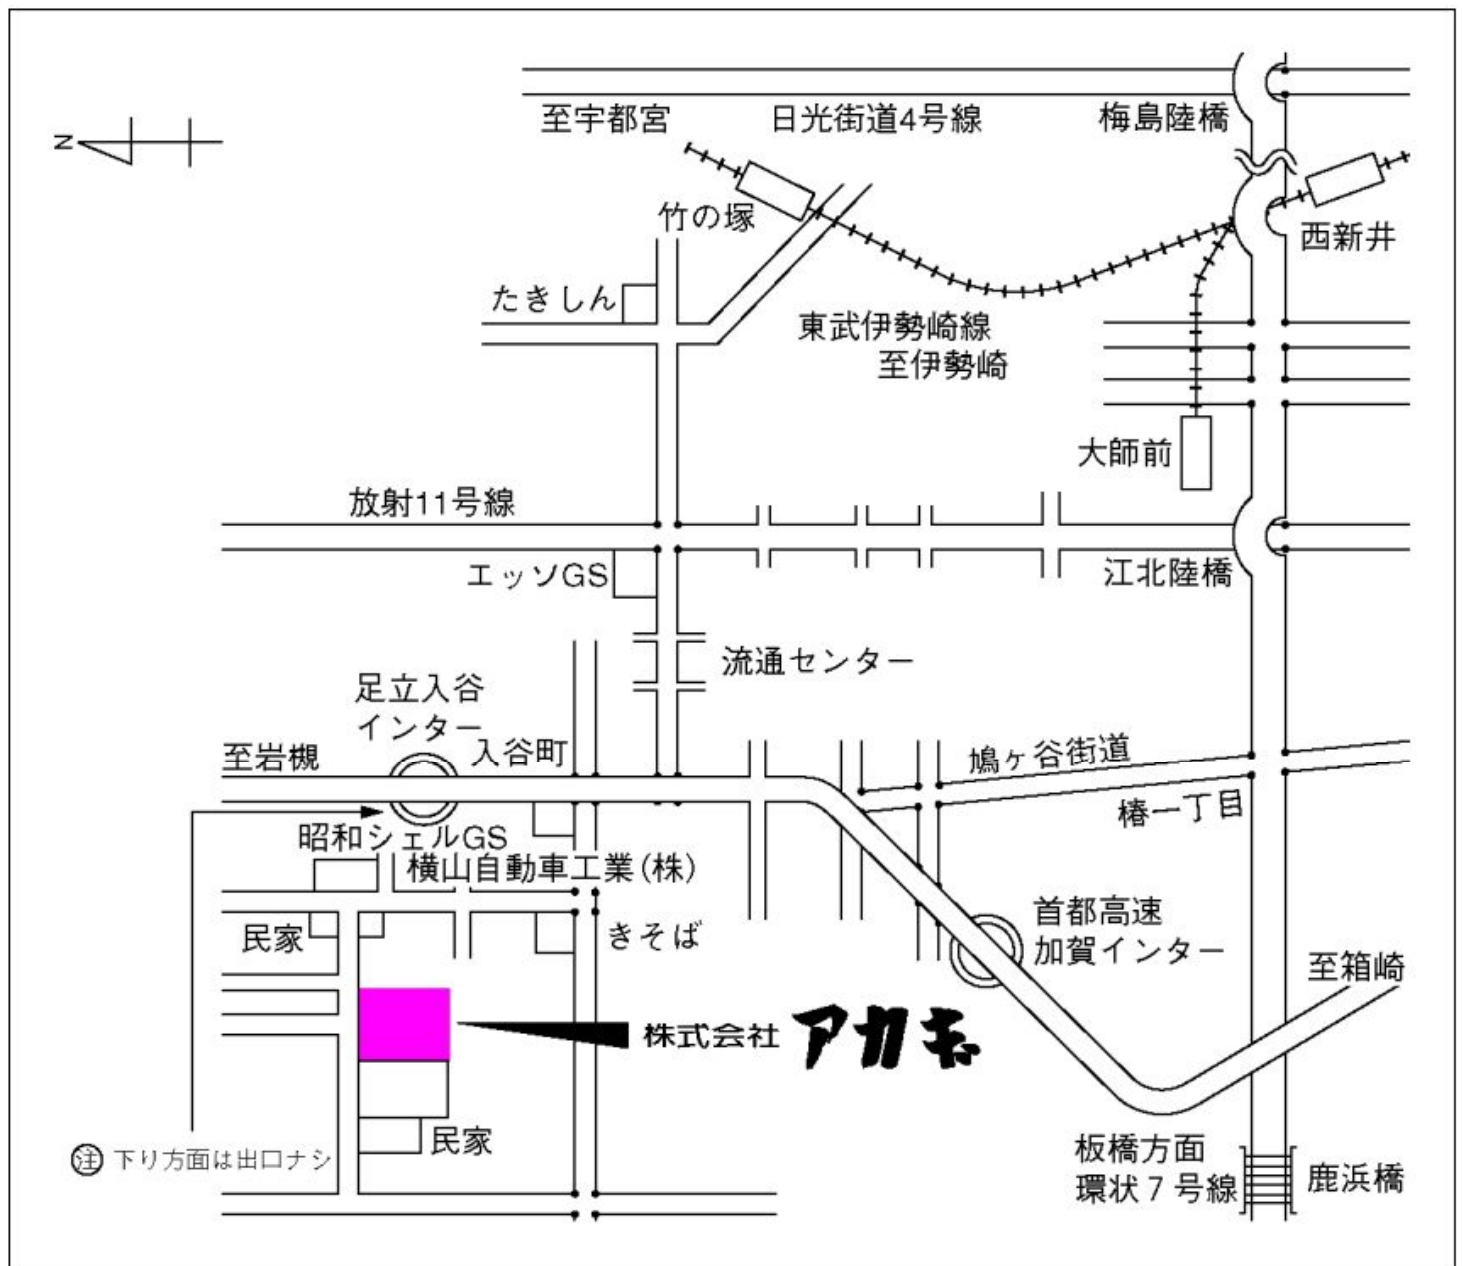 N
至宇都宮
日光街道4号線
梅島陸橋
竹の塚
西新井
たきしん
東武伊勢崎線
至伊勢崎
大師前
放射11号線
エッソGS
江北陸橋
流通センター
足立入谷
インター
至岩槻
入谷町
鳩ヶ谷街道
椿一丁目
昭和シェルGS
横山自動車工業(株)
民家
きそば
首都高速
加賀インター
至箱崎
株式会社 アカギ
民家
注 下り方面は出口ナシ
板橋方面
環状7号線
鹿浜橋